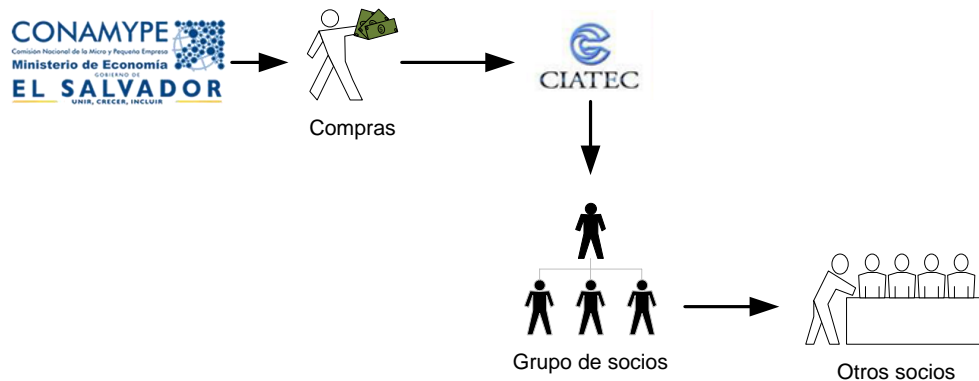 CONAMYPE
Comisión Nacional de la Micro y Pequeña Empresa
Ministerio de Economía
GOBIERNO DE
EL SALVADOR
UNIR, CRECER, INCLUIR
Compras
CIATEC
Grupo de socios
Otros socios